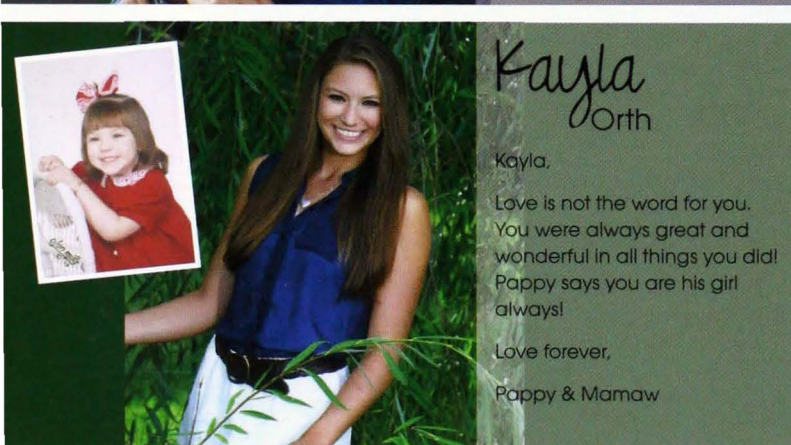 Kayla
Orth
Kayla,
Love is not the word for you.
You were always great and
wonderful in all things you did!
Pappy says you are his girl
always!
Love forever,
Pappy & Mamaw